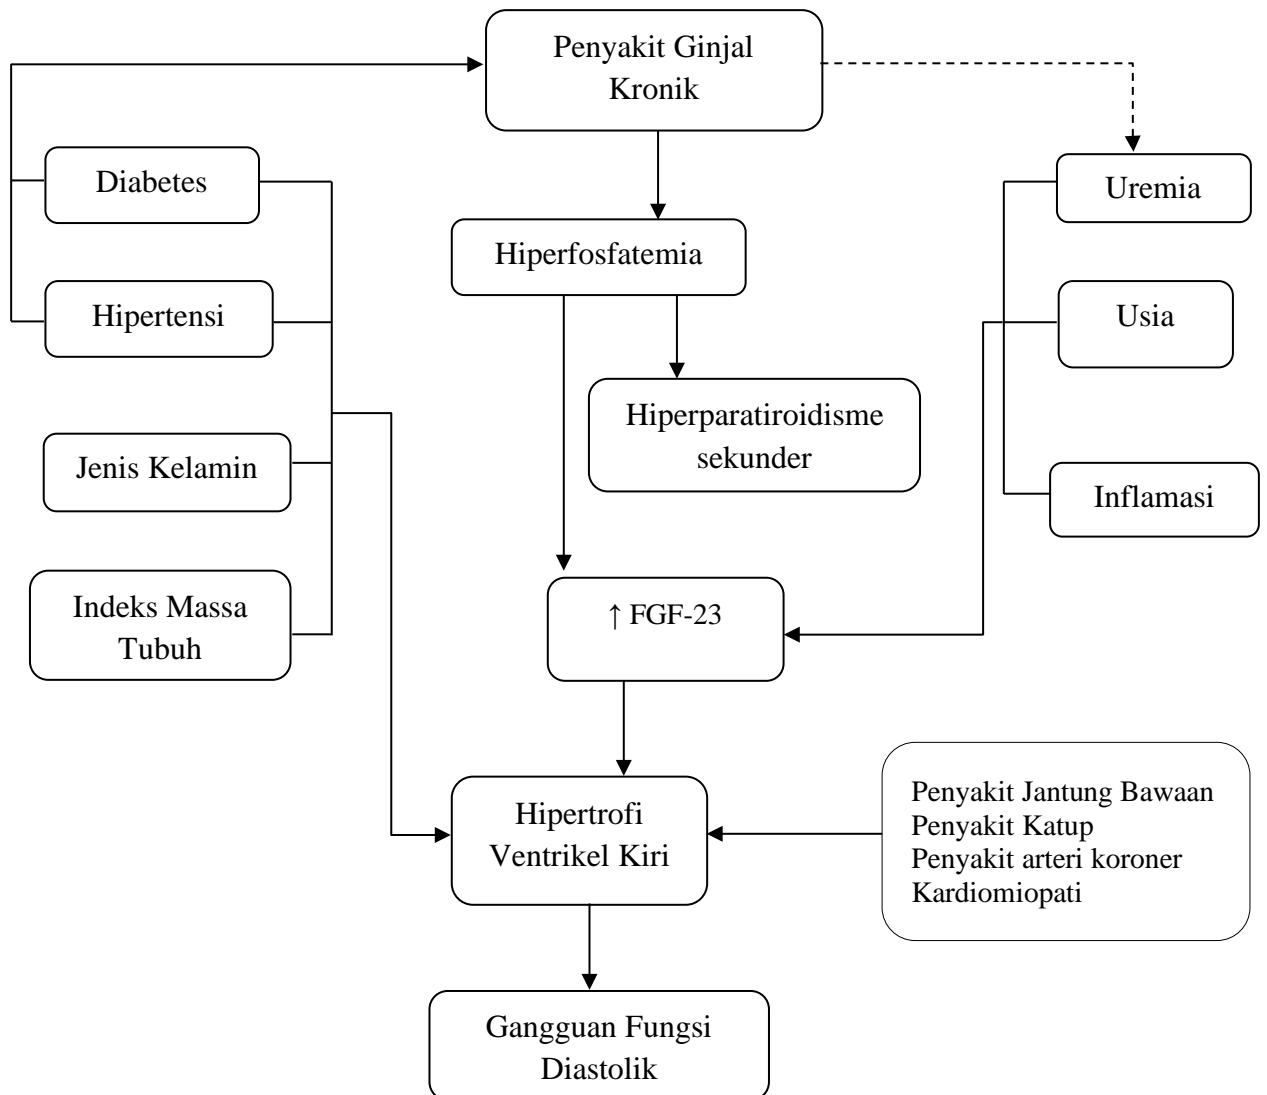 Penyakit Ginjal
Kronik
Diabetes
Uremia
Hiperfosfatemia
Hipertensi
Usia
Hiperparatiroidisme
sekunder
Jenis Kelamin
Inflamasi
Indeks Massa
Tubuh
↑ FGF-23
Hipertrofi
Ventrikel Kiri
Penyakit Jantung Bawaan
Penyakit Katup
Penyakit arteri koroner
Kardiomiopati
Gangguan Fungsi
Diastolik